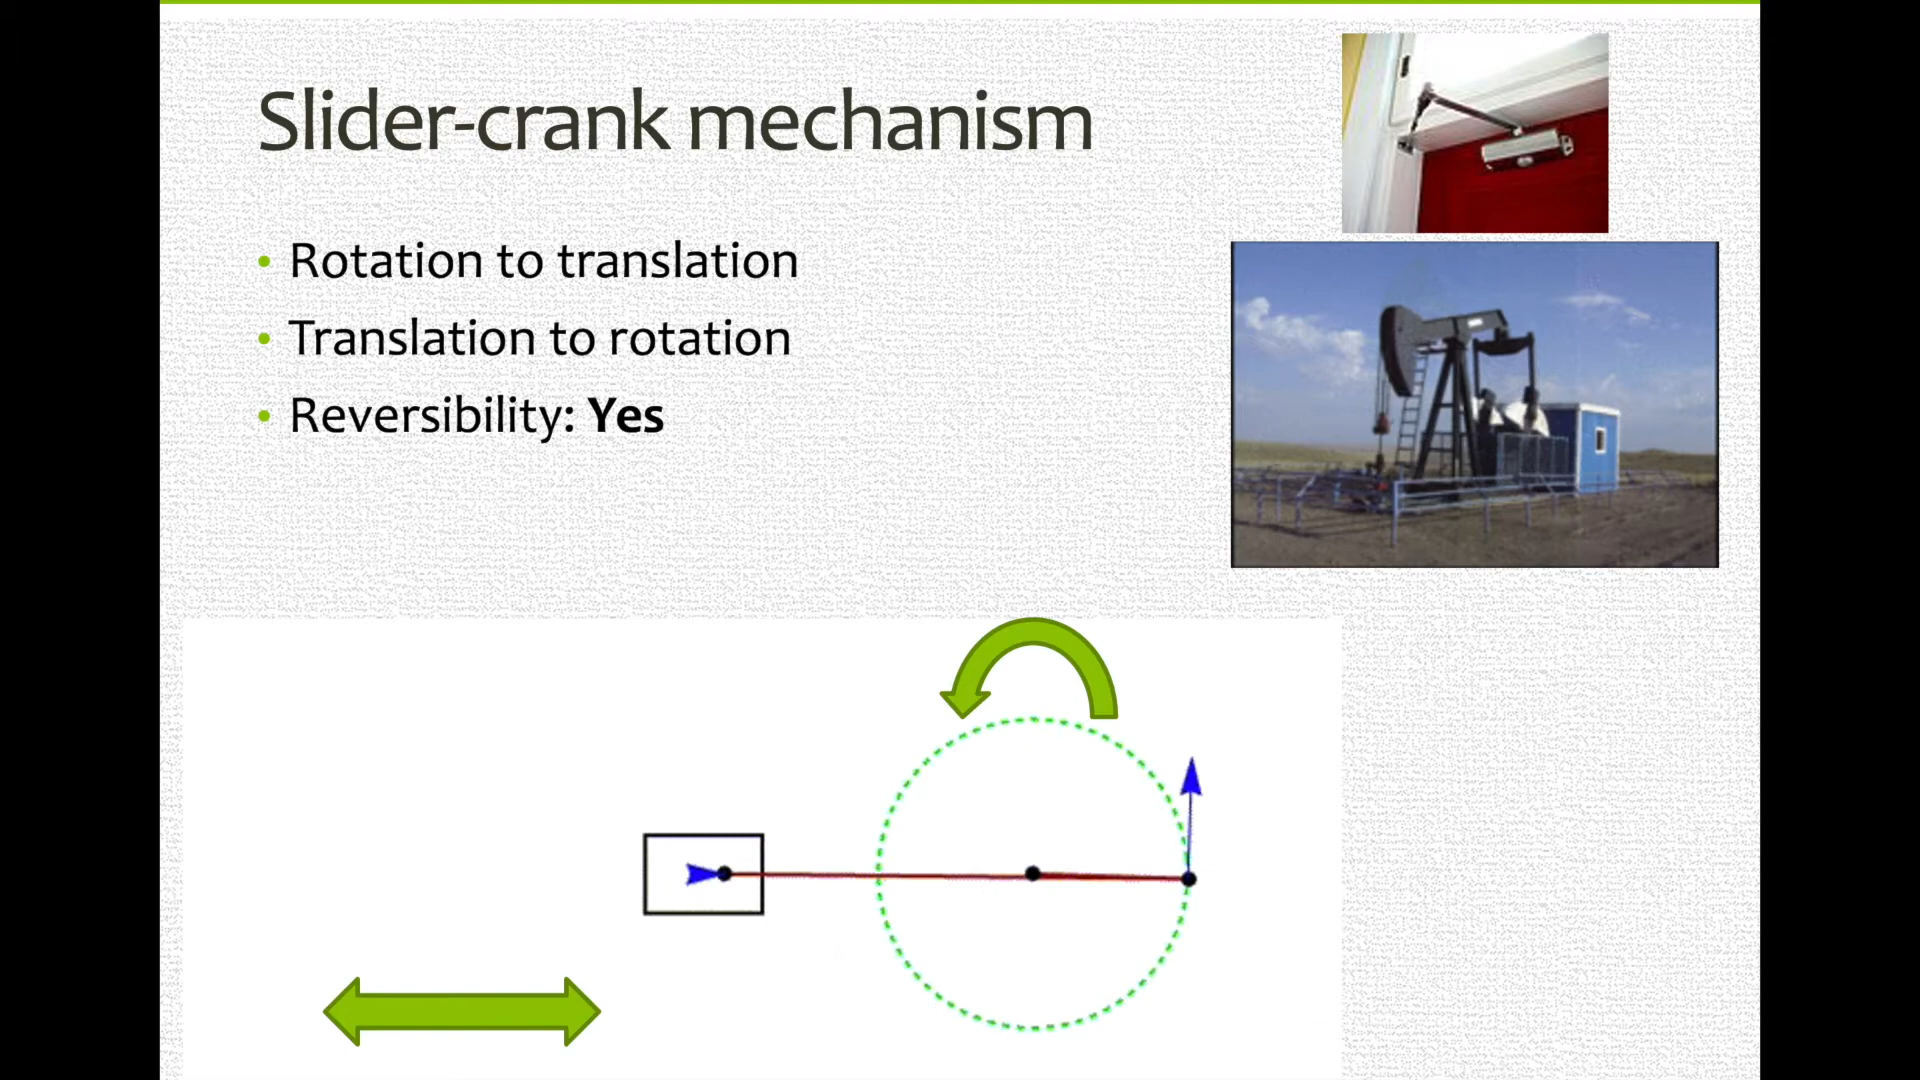 Slider-crank mechanism
• Rotation to translation
• Translation to rotation
• Reversibility: Yes